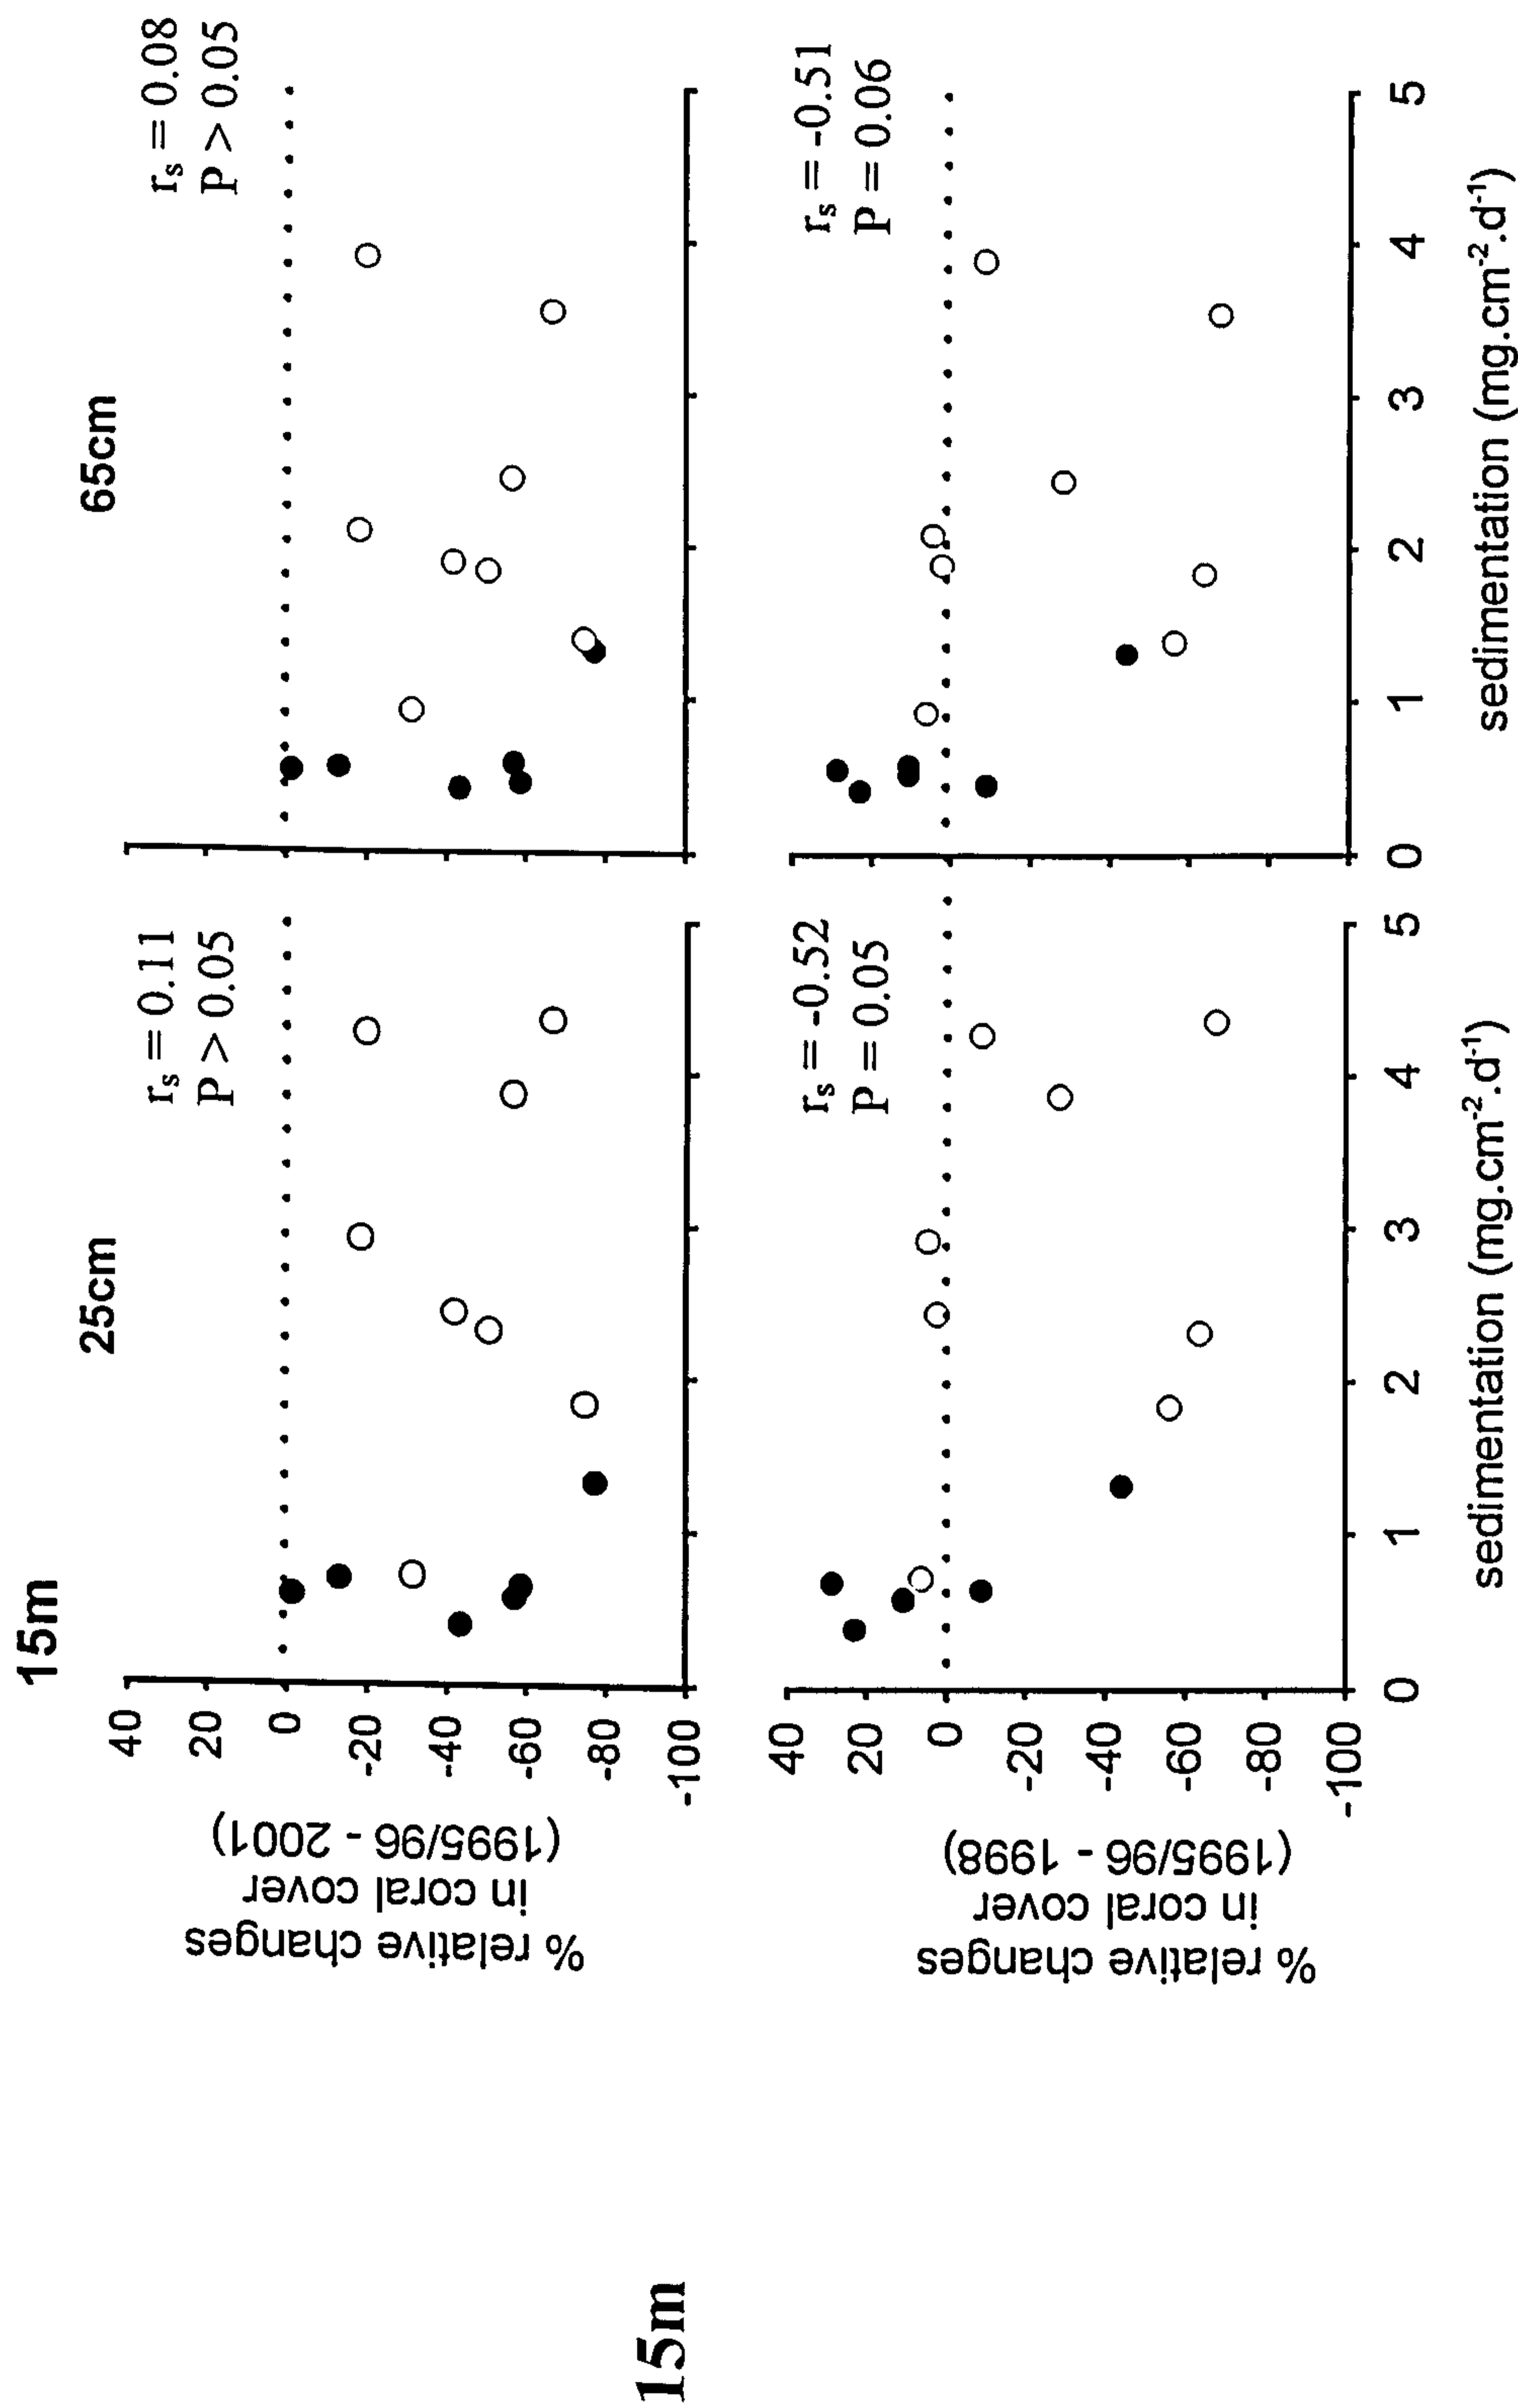 15m
15m
25cm
65cm
rs = 0.11
P > 0.05
rs = 0.08
P > 0.05
% relative changes
in coral cover
(1995/96 - 2001)
40
20
0
-20
-40
-60
-80
-100
rs = -0.52
P = 0.05
rs = -0.51
P = 0.06
% relative changes
in coral cover
(1995/96 - 1998)
40
20
0
-20
-40
-60
-80
-100
0 1 2 3 4 5
0 1 2 3 4 5
sedimentation (mg.cm-2.d-1)
sedimentation (mg.cm-2.d-1)